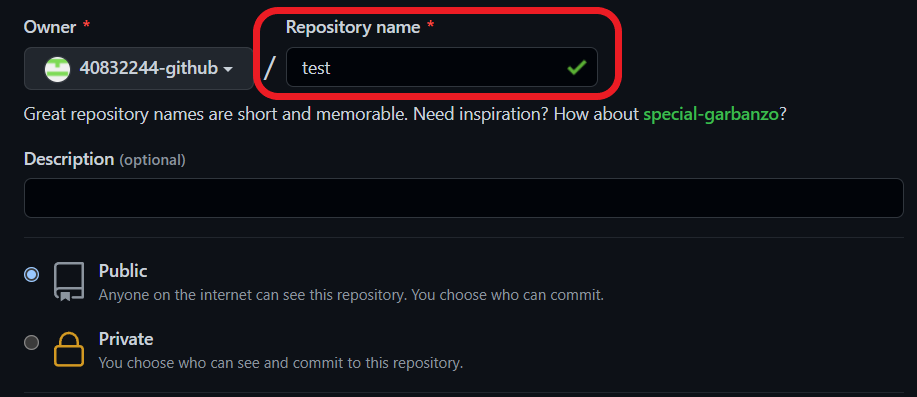 Owner *
Repository name *
40832244-github
/
test
Great repository names are short and memorable. Need inspiration? How about special-garbanzo?
Description (optional)
Public
Anyone on the internet can see this repository. You choose who can commit.
Private
You choose who can see and commit to this repository.